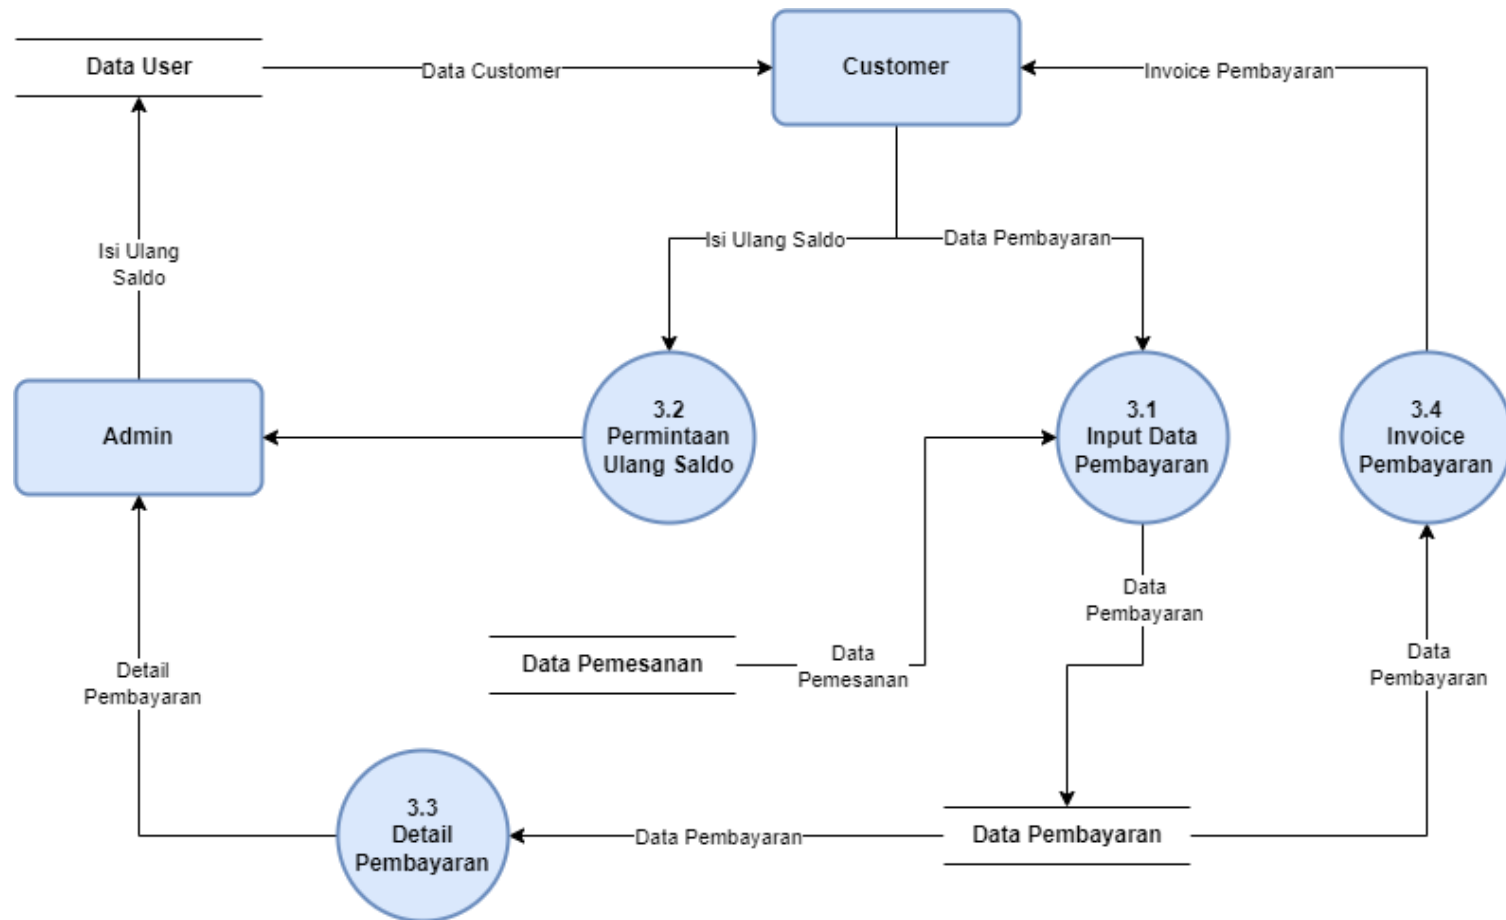 Data User
Data Customer
Customer
Invoice Pembayaran
Isi Ulang
Saldo
Isi Ulang Saldo
Data Pembayaran
Admin
3.2
Permintaan
Ulang Saldo
3.1
Input Data
Pembayaran
3.4
Invoice
Pembayaran
Data
Pembayaran
Detail
Pembayaran
Data Pemesanan
Data
Pemesanan
Data
Pembayaran
3.3
Detail
Pembayaran
Data Pembayaran
Data Pembayaran